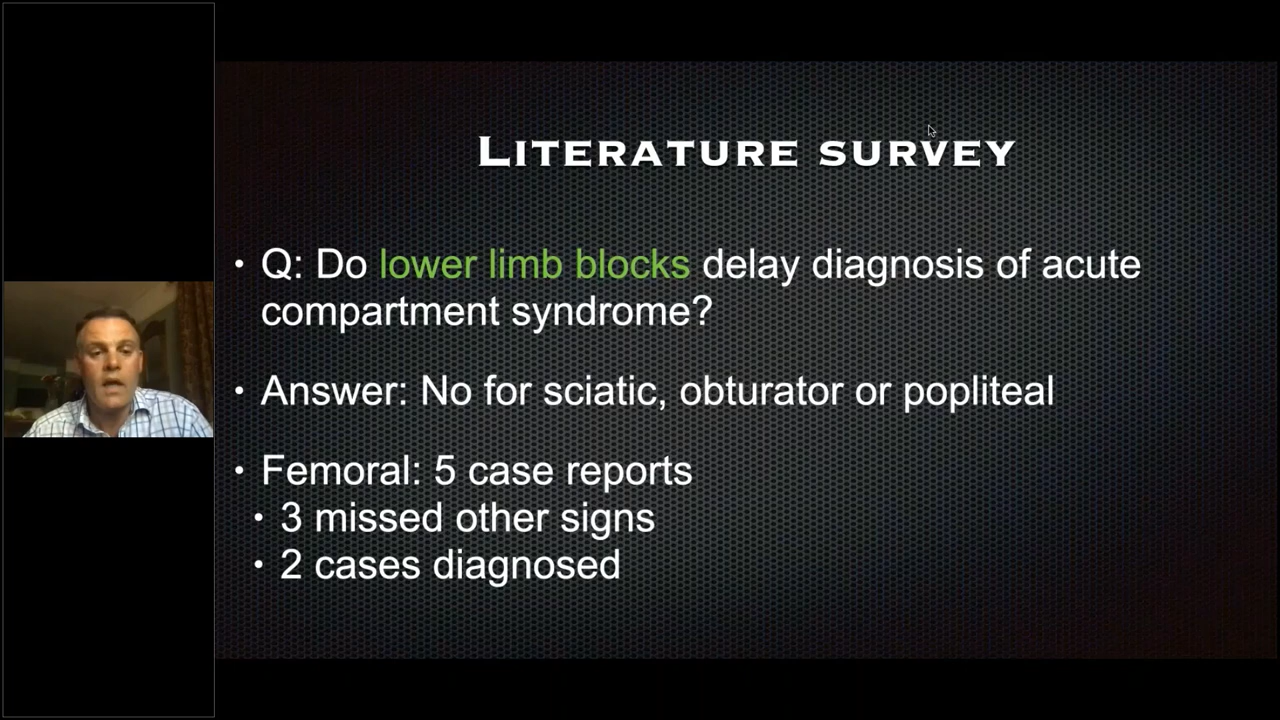 LITERATURE SURVEY
• Q: Do lower limb blocks delay diagnosis of acute
compartment syndrome?
• Answer: No for sciatic, obturator or popliteal
• Femoral: 5 case reports
• 3 missed other signs
• 2 cases diagnosed